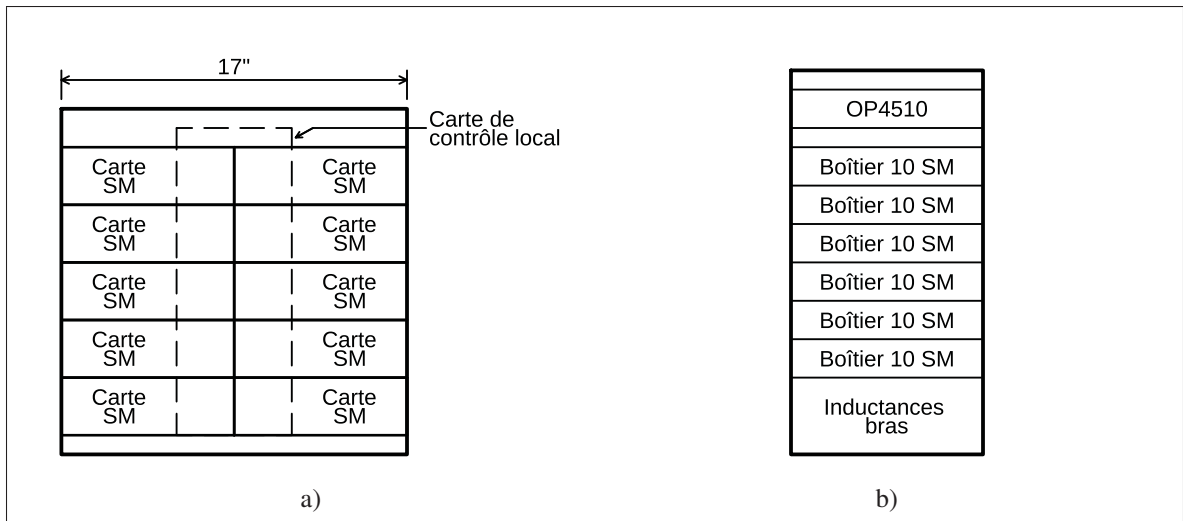 17"
Carte de
contrôle local
Carte
SM
Carte
SM
Carte
SM
Carte
SM
Carte
SM
Carte
SM
Carte
SM
Carte
SM
Carte
SM
Carte
SM
a)
OP4510
Boîtier 10 SM
Boîtier 10 SM
Boîtier 10 SM
Boîtier 10 SM
Boîtier 10 SM
Boîtier 10 SM
Inductances
bras
b)